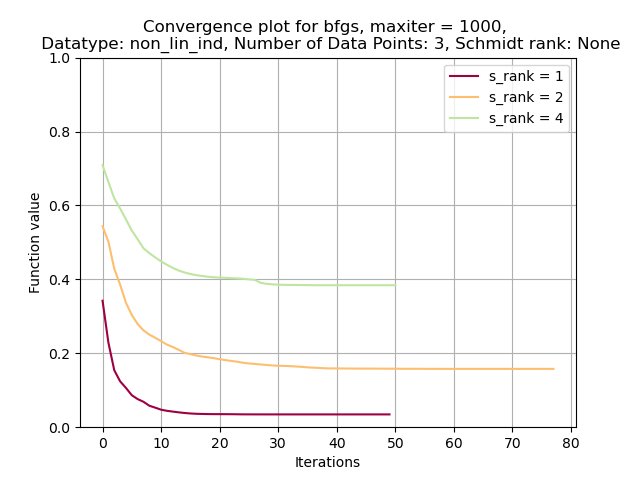 Convergence plot for bfgs, maxiter = 1000,
Datatype: non_lin_ind, Number of Data Points: 3, Schmidt rank: None
1.0
0.8
0.6
0.4
0.2
0.0
Function value
s_rank = 1
s_rank = 2
s_rank = 4
0 10 20 30 40 50 60 70 80
Iterations